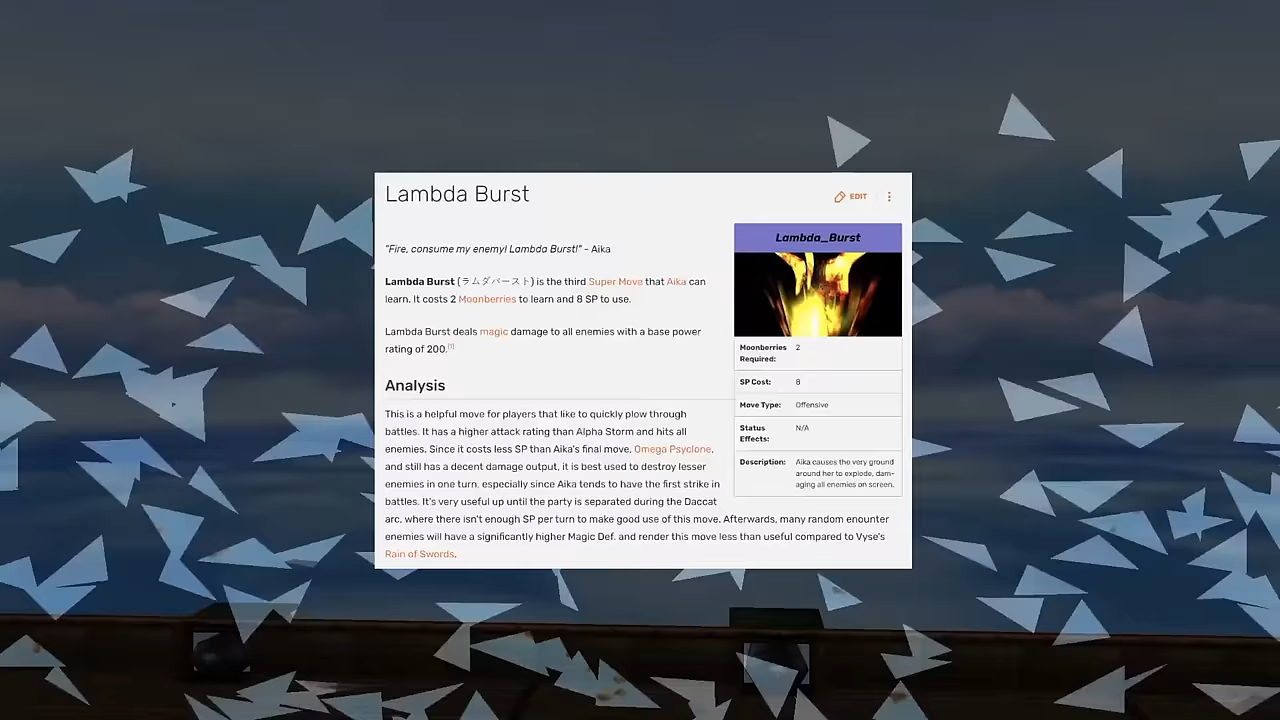 Lambda Burst
EDIT
"Fire, consume my enemy! Lambda Burst!" - Aika
Lambda Burst (ラムダバースト) is the third Super Move that Aika can
learn. It costs 2 Moonberries to learn and 8 SP to use.
Lambda Burst deals magic damage to all enemies with a base power
rating of 200.[1]
Analysis
This is a helpful move for players that like to quickly plow through
battles. It has a higher attack rating than Alpha Storm and hits all
enemies. Since it costs less SP than Aika's final move, Omega Psyclone,
and still has a decent damage output, it is best used to destroy lesser
enemies in one turn, especially since Aika tends to have the first strike in
battles. It's very useful up until the party is separated during the Daccat
arc, where there isn't enough SP per turn to make good use of this move. Afterwards, many random enounter
enemies will have a significantly higher Magic Def. and render this move less than useful compared to Vyse's
Rain of Swords.
Lambda_Burst
Moonberries Required: 2
SP Cost: 8
Move Type: Offensive
Status Effects: N/A
Description: Aika causes the very ground
around her to explode, dam-
aging all enemies on screen.